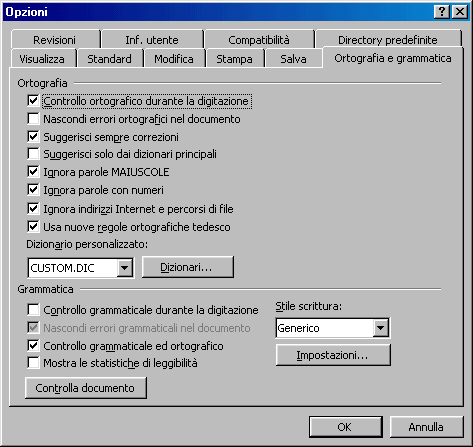 Opzioni
Revisioni Inf. utente Compatibilità Directory predefinite
Visualizza Standard Modifica Stampa Salva Ortografia e grammatica
Ortografia
Controllo ortografico durante la digitazione
Nascondi errori ortografici nel documento
Suggerisci sempre correzioni
Suggerisci solo dai dizionari principali
Ignora parole MAIUSCOLE
Ignora parole con numeri
Ignora indirizzi Internet e percorsi di file
Usa nuove regole ortografiche tedesco
Dizionario personalizzato:
CUSTOM.DIC Dizionari...
Grammatica
Controllo grammaticale durante la digitazione
Nascondi errori grammaticali nel documento
Controllo grammaticale ed ortografico
Mostra le statistiche di leggibilità
Stile scrittura:
Generico
Impostazioni...
Controlla documento
OK Annulla